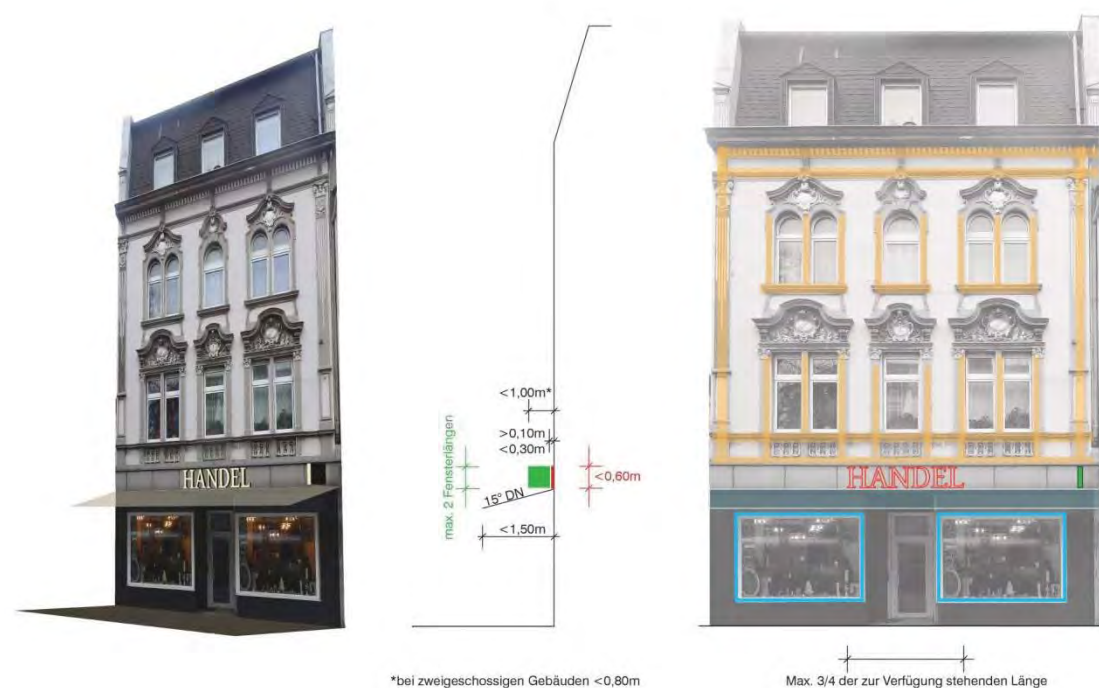 HANDEL
<1,00m*
>0,10m
<0,30m
max. 2 Fensterlängen
<0,60m
15° DN
<1,50m
HANDEL
*bei zweigeschossigen Gebäuden <0,80m
Max. 3/4 der zur Verfügung stehenden Länge